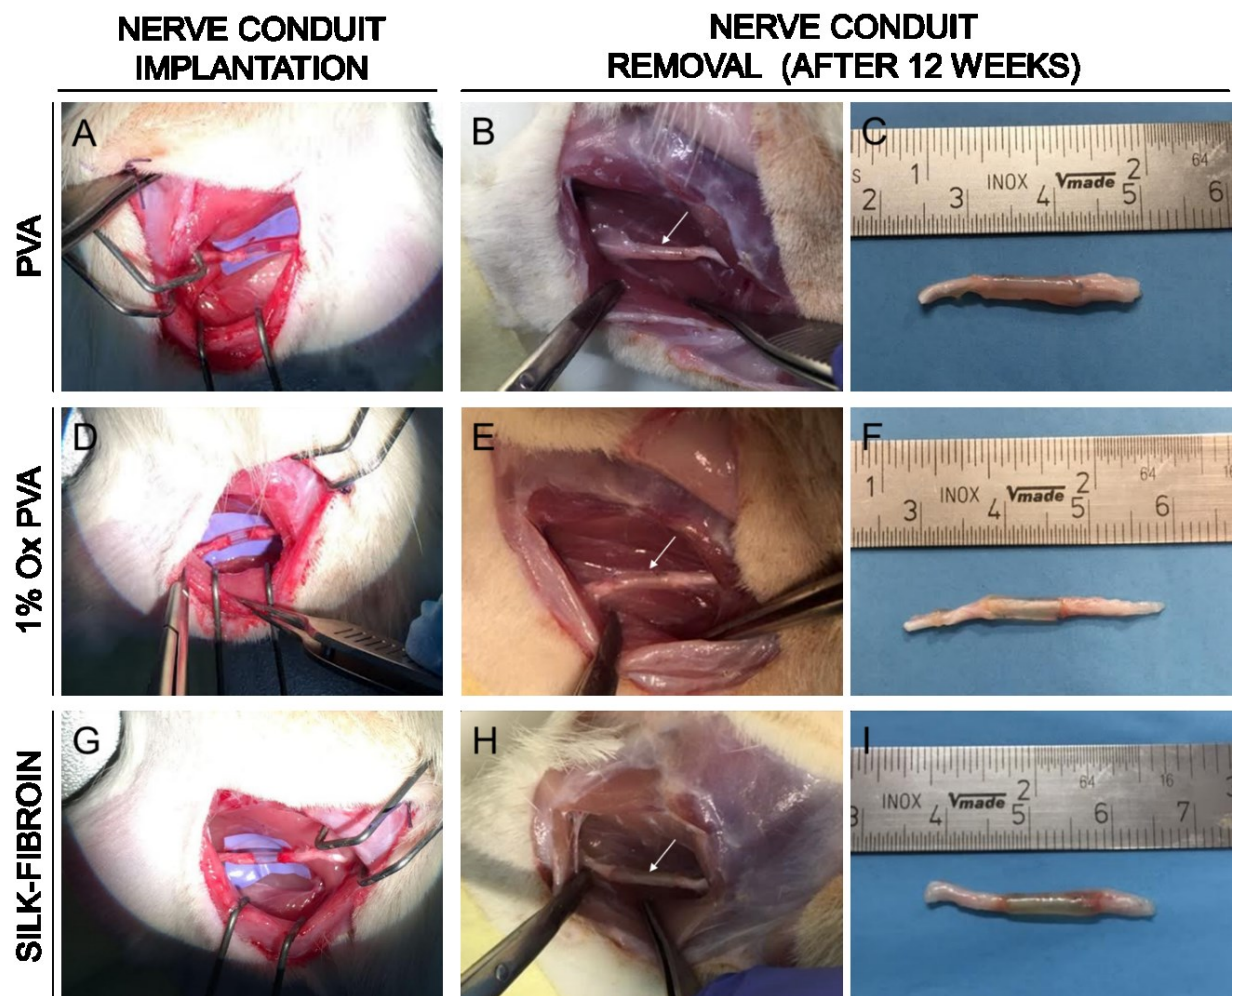 NERVE CONDUIT
IMPLANTATION
NERVE CONDUIT
REMOVAL (AFTER 12 WEEKS)
PVA
A
B
C
S
1
2
64
INOX
Vmade
2
3
4
5
6
1% Ox PVA
D
E
F
1
2
64
INOX
Vmade
3
4
5
6
SILK-FIBROIN
G
H
I
2
64
16
INOX
Vmade
3
4
5
6
7